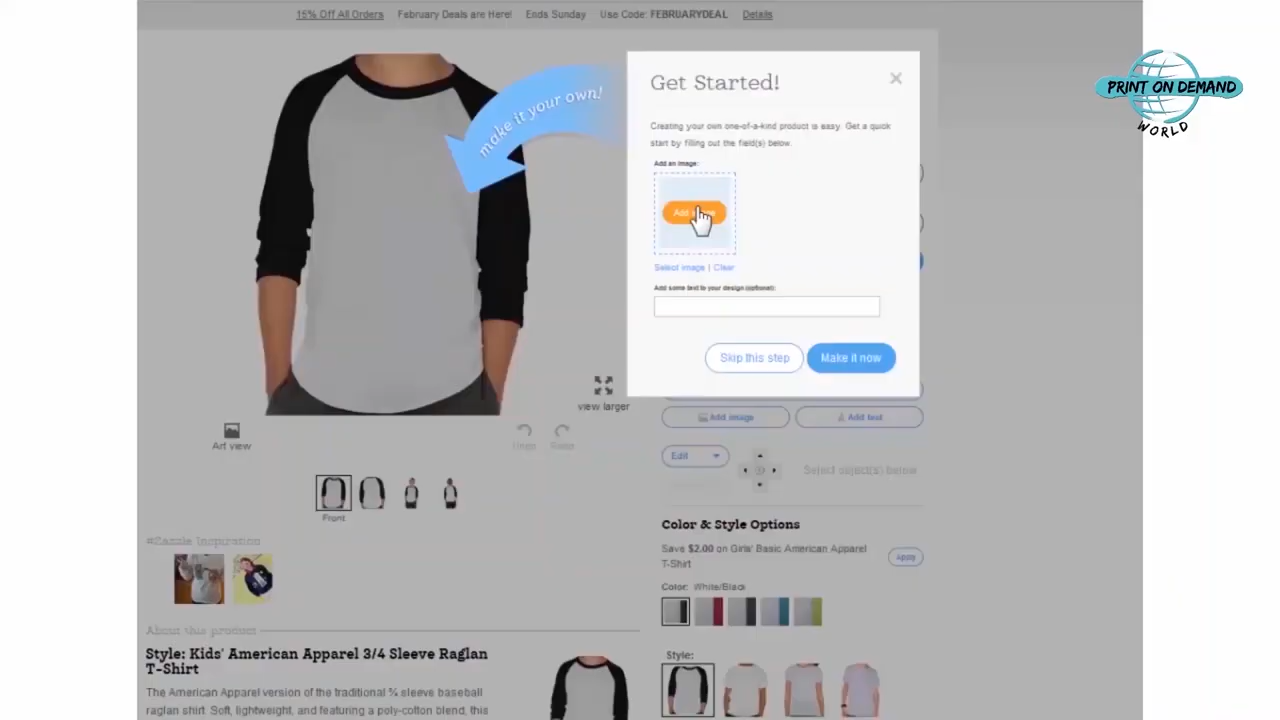 15% Off All Orders February Deals are Here! Ends Sunday Use Code: FEBRUARYDEAL Details
PRINT ON DEMAND
WORLD
make it your own!
Get Started!
Creating your own one-of-a-kind product is easy. Get a quick
start by filling out the field(s) below.
Add an image:
Add
Select image | Clear
Add some text to your design (optional):
Skip this step Make it now
view larger
Add image Add text
Art view
Undo Redo
Edit Select object(s) below
Front
Color & Style Options
#Zazzle Inspiration
Save $2.00 on Girls' Basic American Apparel
T-Shirt
Apply
Color: White/Black
About this product
Style: Kids' American Apparel 3/4 Sleeve Raglan
T-Shirt
Style:
The American Apparel version of the traditional ¾ sleeve baseball
raglan shirt. Soft, lightweight, and featuring a poly-cotton blend, this